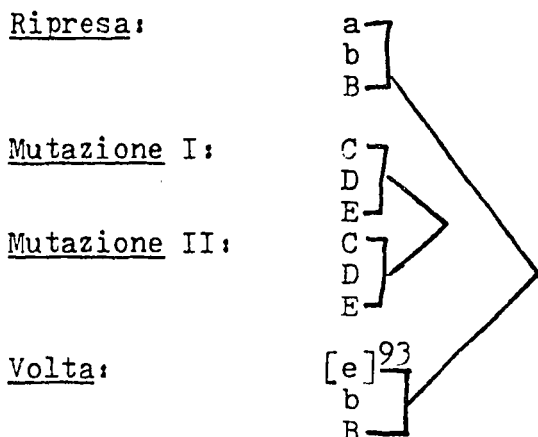 Ripresa: a
b
B
Mutazione I: C
D
E
Mutazione II: C
D
E
Volta: [e]93
b
B